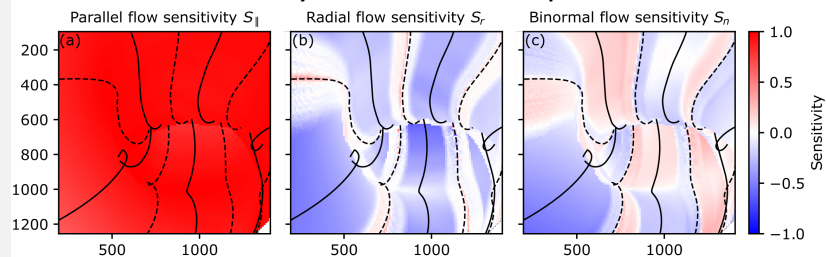 Parallel flow sensitivity S∥ Radial flow sensitivity Sr Binormal flow sensitivity Sn
(a) (b) (c)
200
400
600
800
1000
1200
500 1000 500 1000 500 1000
1.0
0.5
0.0
−0.5
−1.0
Sensitivity